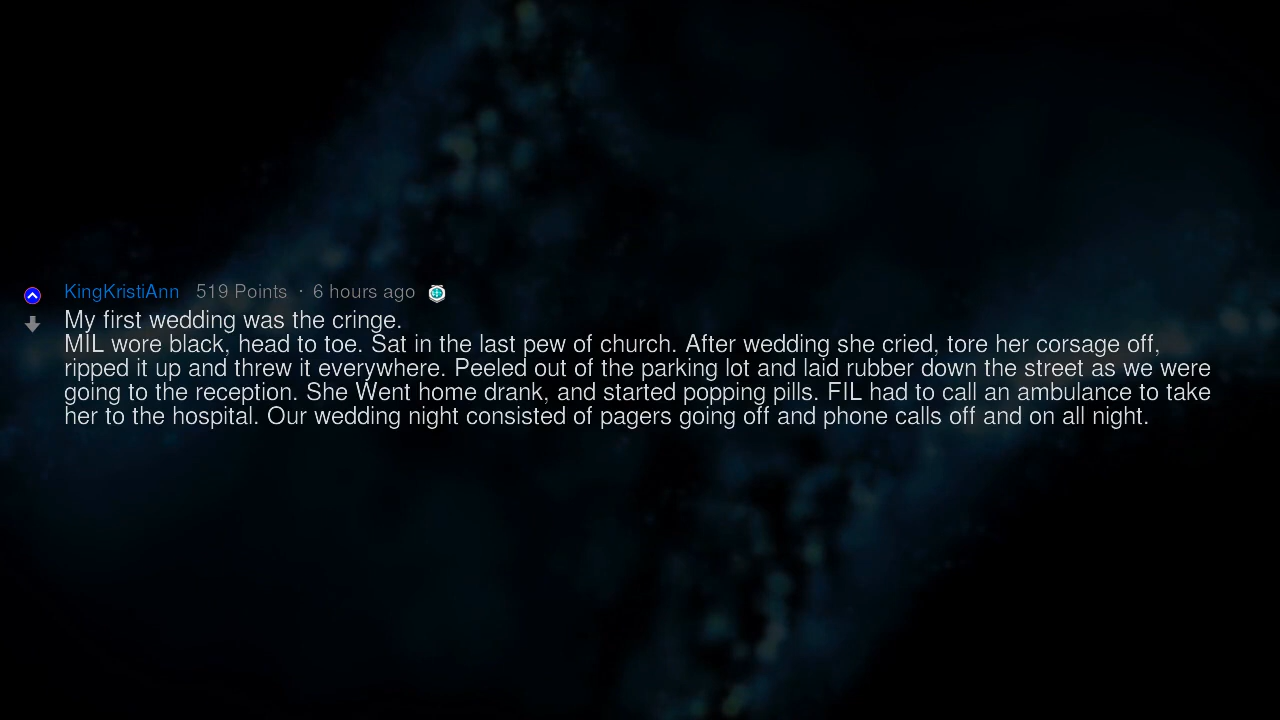 KingKristiAnn 519 Points · 6 hours ago
My first wedding was the cringe.
MIL wore black, head to toe. Sat in the last pew of church. After wedding she cried, tore her corsage off,
ripped it up and threw it everywhere. Peeled out of the parking lot and laid rubber down the street as we were
going to the reception. She Went home drank, and started popping pills. FIL had to call an ambulance to take
her to the hospital. Our wedding night consisted of pagers going off and phone calls off and on all night.